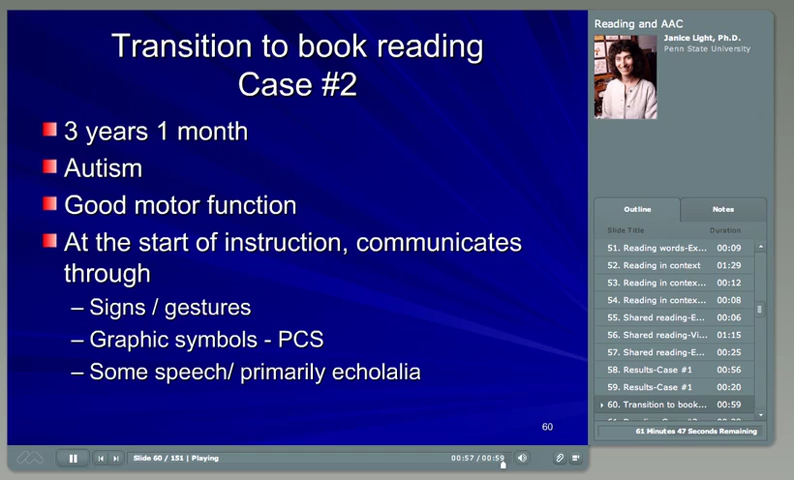 Transition to book reading
Case #2
3 years 1 month
Autism
Good motor function
At the start of instruction, communicates
through
– Signs / gestures
– Graphic symbols - PCS
– Some speech/ primarily echolalia
60
Slide 60 / 151 | Playing
00:57 / 00:59
Reading and AAC
Janice Light, Ph.D.
Penn State University
Outline
Notes
Slide Title Duration
51. Reading words-Ex... 00:09
52. Reading in context 01:29
53. Reading in contex... 00:12
54. Reading in contex... 00:08
55. Shared reading-E... 00:06
56. Shared reading-Vi... 01:15
57. Shared reading-E... 00:25
58. Results-Case #1 00:56
59. Results-Case #1 00:20
60. Transition to book... 00:59
61 Minutes 47 Seconds Remaining